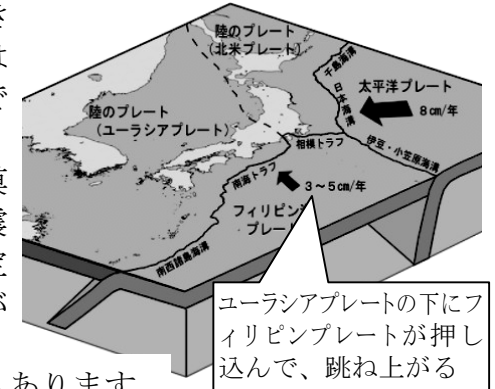 陸のプレート
（北米プレート）
千島海溝
日本海溝
太平洋プレート
8㎝/年
陸のプレート
（ユーラシアプレート）
相模トラフ
伊豆・小笠原海溝
南海トラフ
3～5㎝/年
フィリピン
プレー
南西諸島海溝
ユーラシアプレートの下にフ
ィリピンプレートが押し
込んで、跳ね上がる
あります